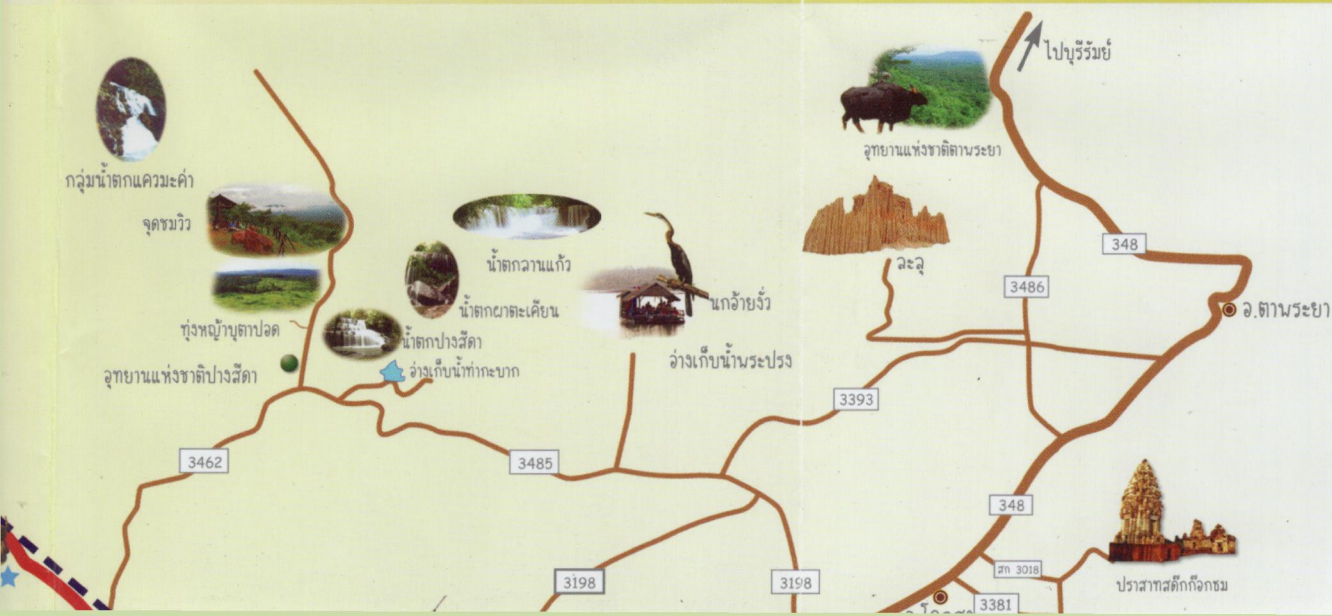 ไปบุรีรัมย์
อุทยานแห่งชาติตาพระยา
กลุ่มน้ำตกแควมะค่า
จุดชมวิว
348
น้ำตกลานแก้ว
ละลุ
3486
นกอ้ายงั่ว
น้ำตกผาตะเคียน
อ.ตาพระยา
ทุ่งหญ้าบุตาปอด
น้ำตกปางสีดา
อ่างเก็บน้ำพระปรง
อุทยานแห่งชาติปางสีดา
อ่างเก็บน้ำท่ากะบาก
3393
3462
3485
348
สก 3018
3198
3198
ปราสาทสด๊กก๊อกธม
3381